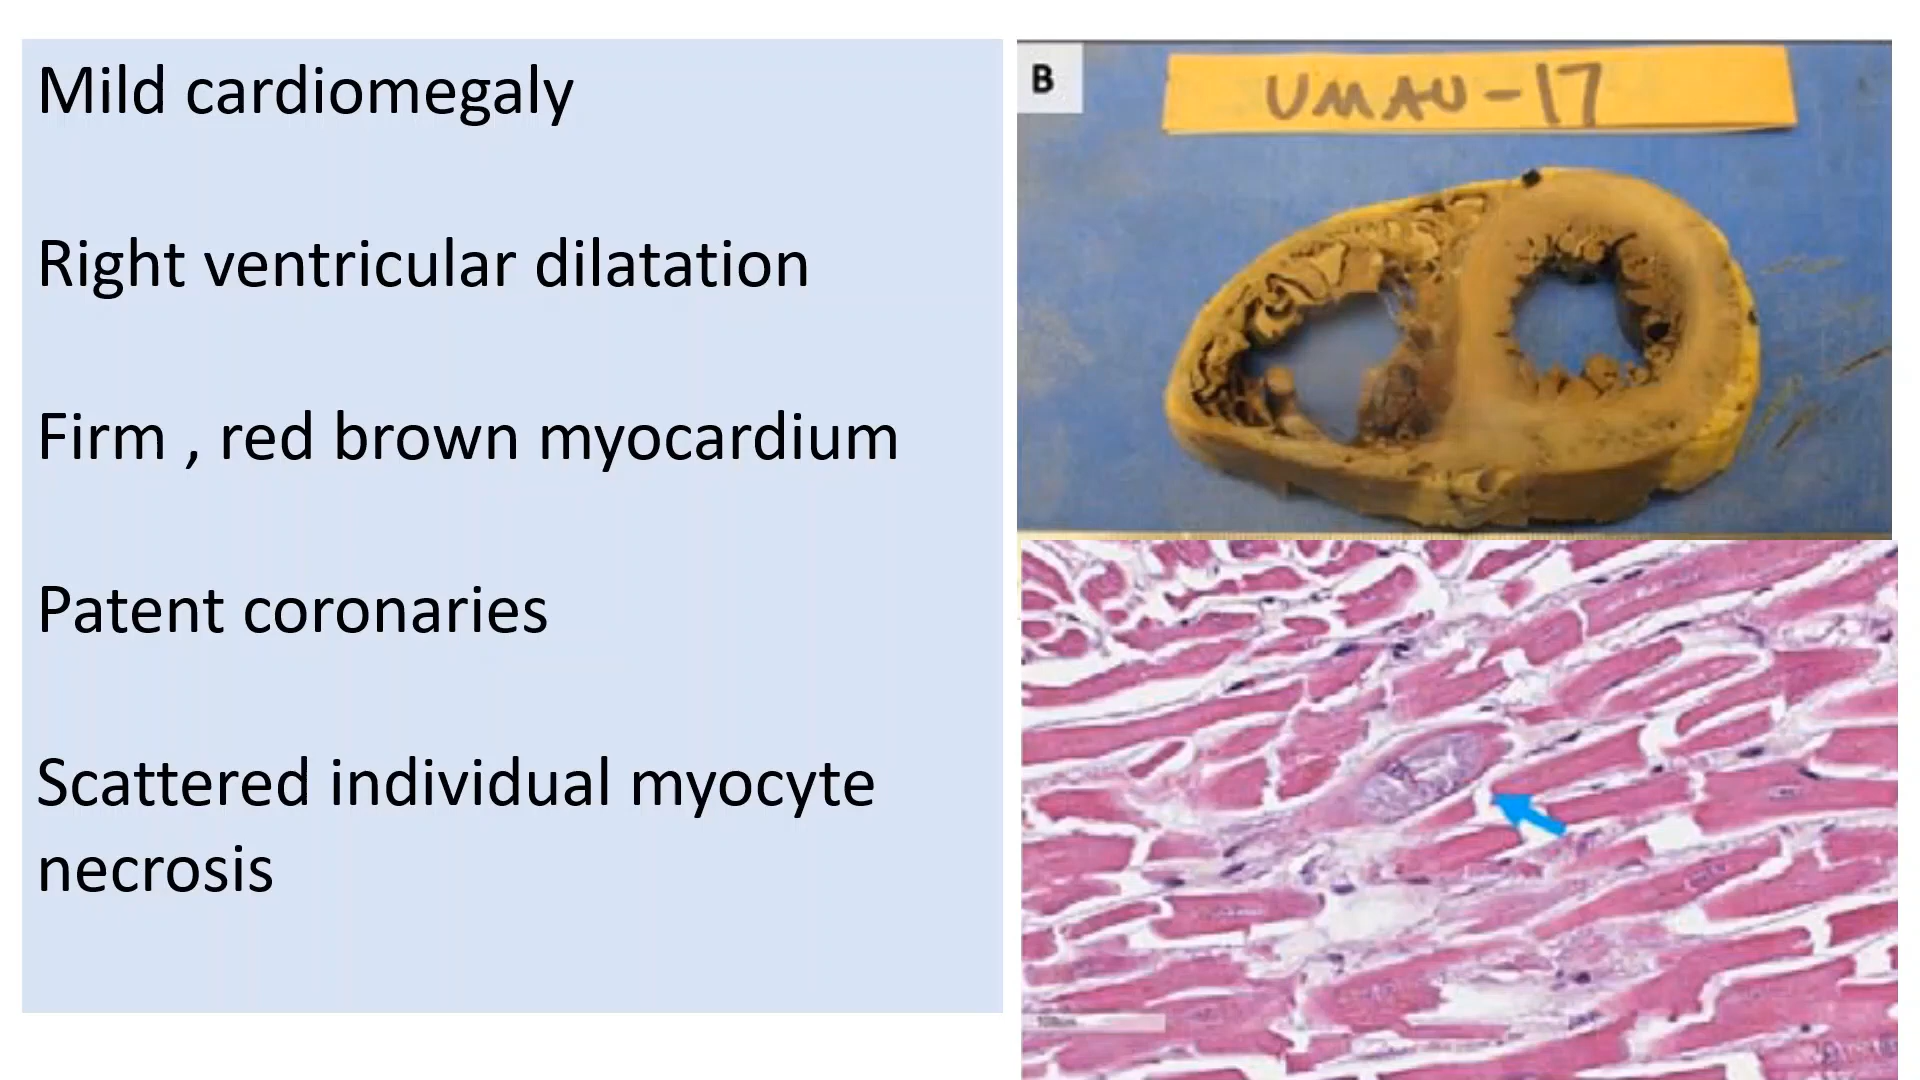 Mild cardiomegaly
Right ventricular dilatation
Firm , red brown myocardium
Patent coronaries
Scattered individual myocyte
necrosis
B
UMAU-17